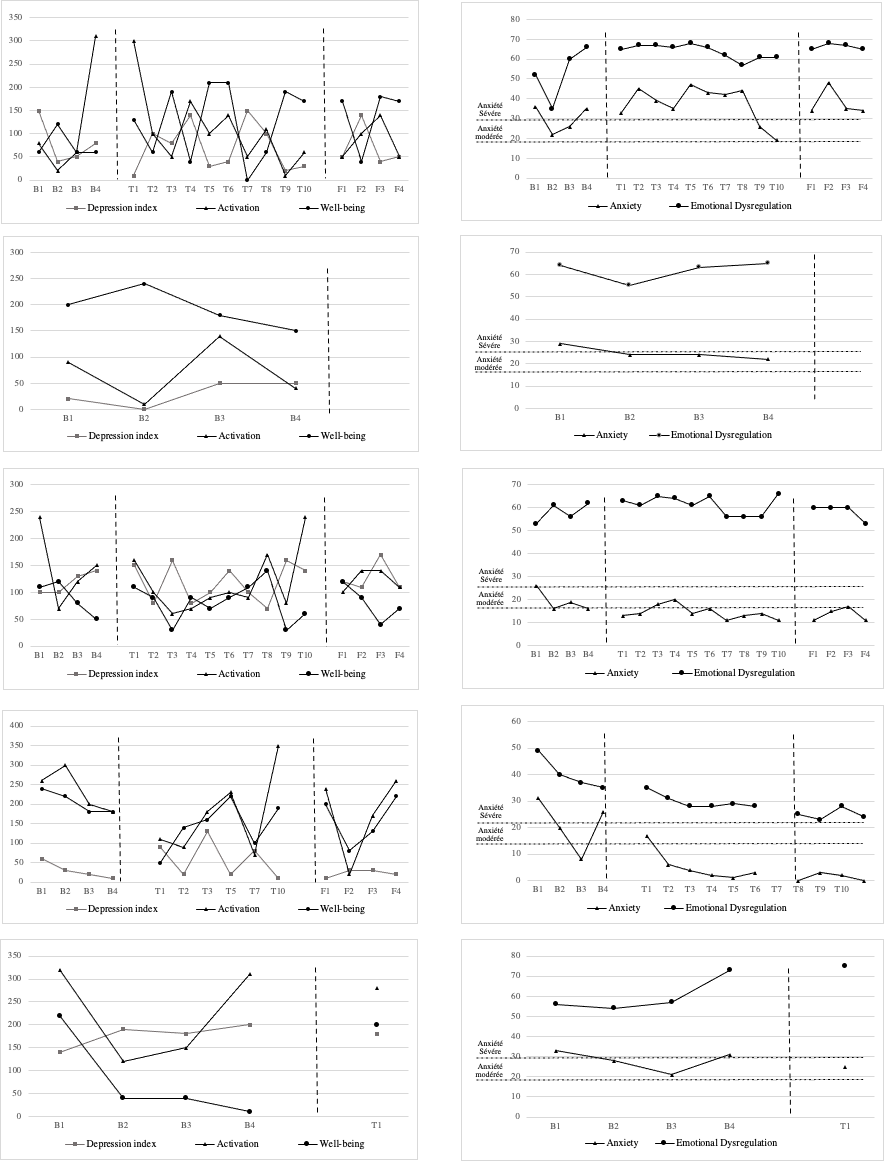 350
300
250
200
150
100
50
0
B1 B2 B3 B4 T1 T2 T3 T4 T5 T6 T7 T8 T9 T10 F1 F2 F3 F4
Depression index Activation Well-being
80
70
60
50
40
Anxiété
Sévère
30
Anxiété
modérée
20
10
0
B1 B2 B3 B4 T1 T2 T3 T4 T5 T6 T7 T8 T9 T10 F1 F2 F3 F4
Anxiety Emotional Dysregulation
300
250
200
150
100
50
0
B1 B2 B3 B4
Depression index Activation Well-being
70
60
50
40
30
Anxiété
Sévère
20
Anxiété
modérée
10
0
B1 B2 B3 B4
Anxiety Emotional Dysregulation
300
250
200
150
100
50
0
B1 B2 B3 B4 T1 T2 T3 T4 T5 T6 T7 T8 T9 T10 F1 F2 F3 F4
Depression index Activation Well-being
70
60
50
40
30
Anxiété
Sévère
20
Anxiété
modérée
10
0
B1 B2 B3 B4 T1 T2 T3 T4 T5 T6 T7 T8 T9 T10 F1 F2 F3 F4
Anxiety Emotional Dysregulation
400
350
300
250
200
150
100
50
0
B1 B2 B3 B4 T1 T2 T3 T5 T7 T10 F1 F2 F3 F4
Depression index Activation Well-being
60
50
40
30
Anxiété
Sévère
20
Anxiété
modérée
10
0
B1 B2 B3 B4 T1 T2 T3 T4 T5 T6 T7 T8 T9 T10
Anxiety Emotional Dysregulation
350
300
250
200
150
100
50
0
B1 B2 B3 B4 T1
Depression index Activation Well-being
80
70
60
50
40
Anxiété
Sévère
30
Anxiété
modérée
20
10
0
B1 B2 B3 B4 T1
Anxiety Emotional Dysregulation